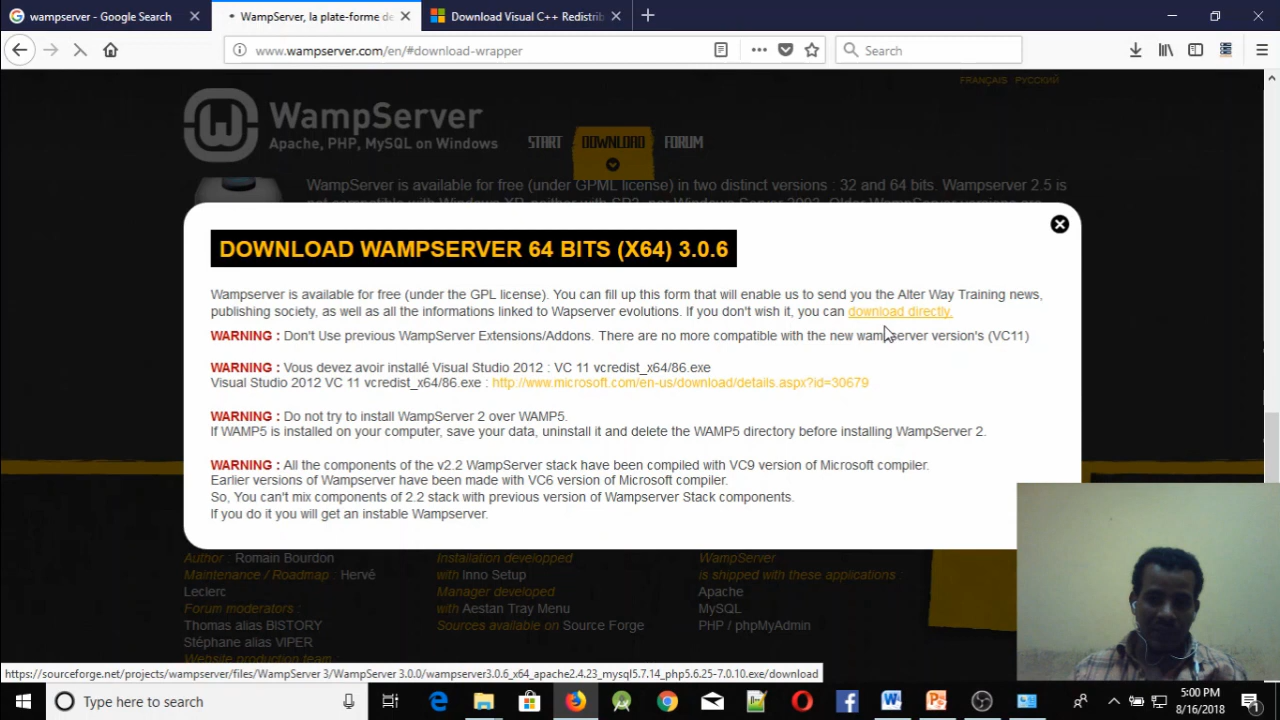 wampserver - Google Search
WampServer, la plate-forme de
Download Visual C++ Redistrib
www.wampserver.com/en/#download-wrapper
Search
FRANÇAIS РУССКИЙ
WampServer
Apache, PHP, MySQL on Windows
START DOWNLOAD FORUM
WampServer is available for free (under GPML license) in two distinct versions : 32 and 64 bits. Wampserver 2.5 is
DOWNLOAD WAMPSERVER 64 BITS (X64) 3.0.6
Wampserver is available for free (under the GPL license). You can fill up this form that will enable us to send you the Alter Way Training news,
publishing society, as well as all the informations linked to Wapserver evolutions. If you don't wish it, you can download directly.
WARNING : Don't Use previous WampServer Extensions/Addons. There are no more compatible with the new wampserver version's (VC11)
WARNING : Vous devez avoir installé Visual Studio 2012 : VC 11 vcredist_x64/86.exe
Visual Studio 2012 VC 11 vcredist_x64/86.exe : http://www.microsoft.com/en-us/download/details.aspx?id=30679
WARNING : Do not try to install WampServer 2 over WAMP5.
If WAMP5 is installed on your computer, save your data, uninstall it and delete the WAMP5 directory before installing WampServer 2.
WARNING : All the components of the v2.2 WampServer stack have been compiled with VC9 version of Microsoft compiler.
Earlier versions of Wampserver have been made with VC6 version of Microsoft compiler.
So, You can't mix components of 2.2 stack with previous version of Wampserver Stack components.
If you do it you will get an instable Wampserver.
Author : Romain Bourdon
Maintenance / Roadmap : Hervé
Leclerc
Forum moderators :
Thomas alias BISTORY
Stéphane alias VIPER
Website production team :
Installation developped
with Inno Setup
Manager developed
with Aestan Tray Menu
Sources available on Source Forge
WampServer
is shipped with these applications :
Apache
MySQL
PHP / phpMyAdmin
https://sourceforge.net/projects/wampserver/files/WampServer 3/WampServer 3.0.0/wampserver3.0.6_x64_apache2.4.23_mysql5.7.14_php5.6.25-7.0.10.exe/download
Type here to search
5:00 PM
8/16/2018